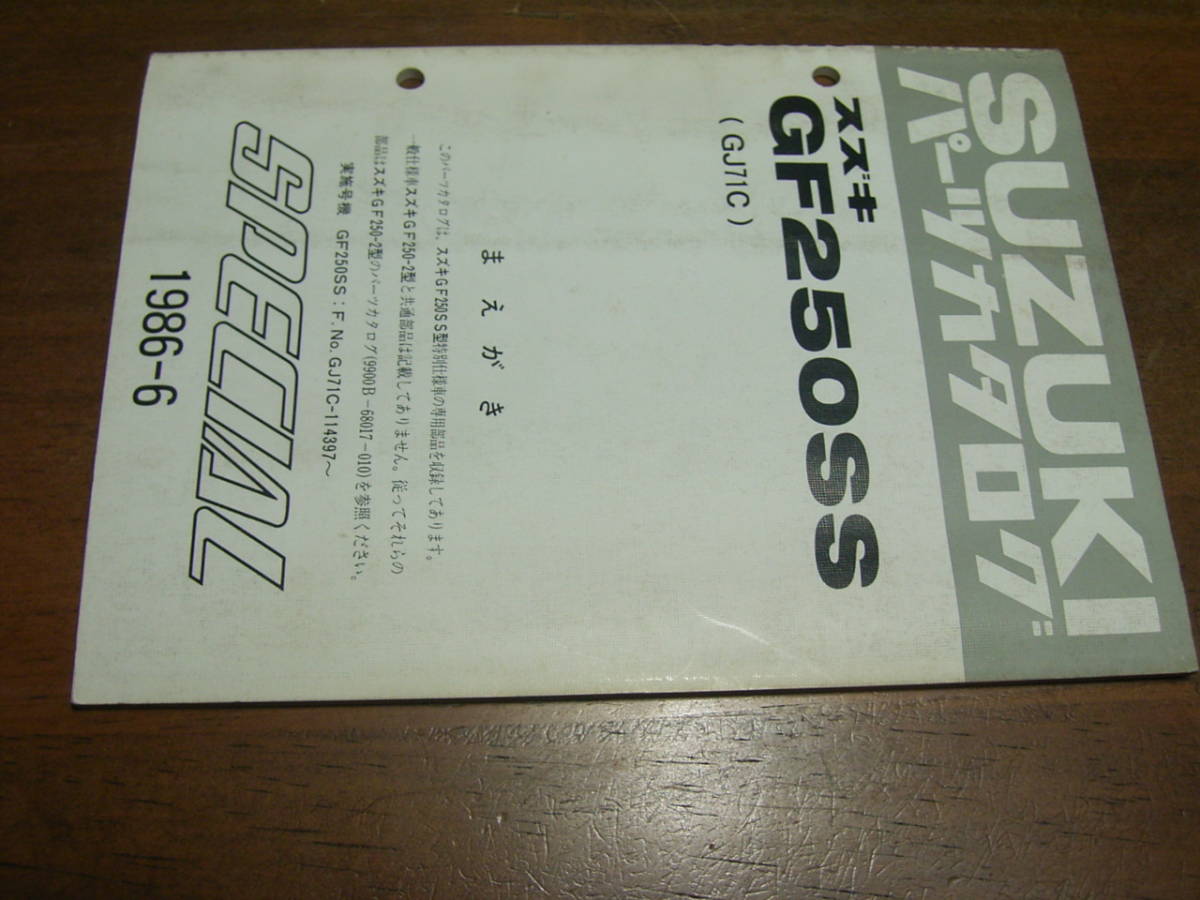 SUZUKI
パーツカタログ
スズキ
GF250SS
(GJ71C)
まえがき
このパーツカタログは、スズキGF250SS型特別仕様車の専用部品を収録してあります。
一般仕様車スズキGF250-2型と共通部品は記載してありません。従ってそれらの
部品はスズキGF250-2型のパーツカタログ(9900B-68017-010)を参照ください。
実施号機 GF250SS:F.No.GJ71C-114397〜
SPECIAL
1986-6